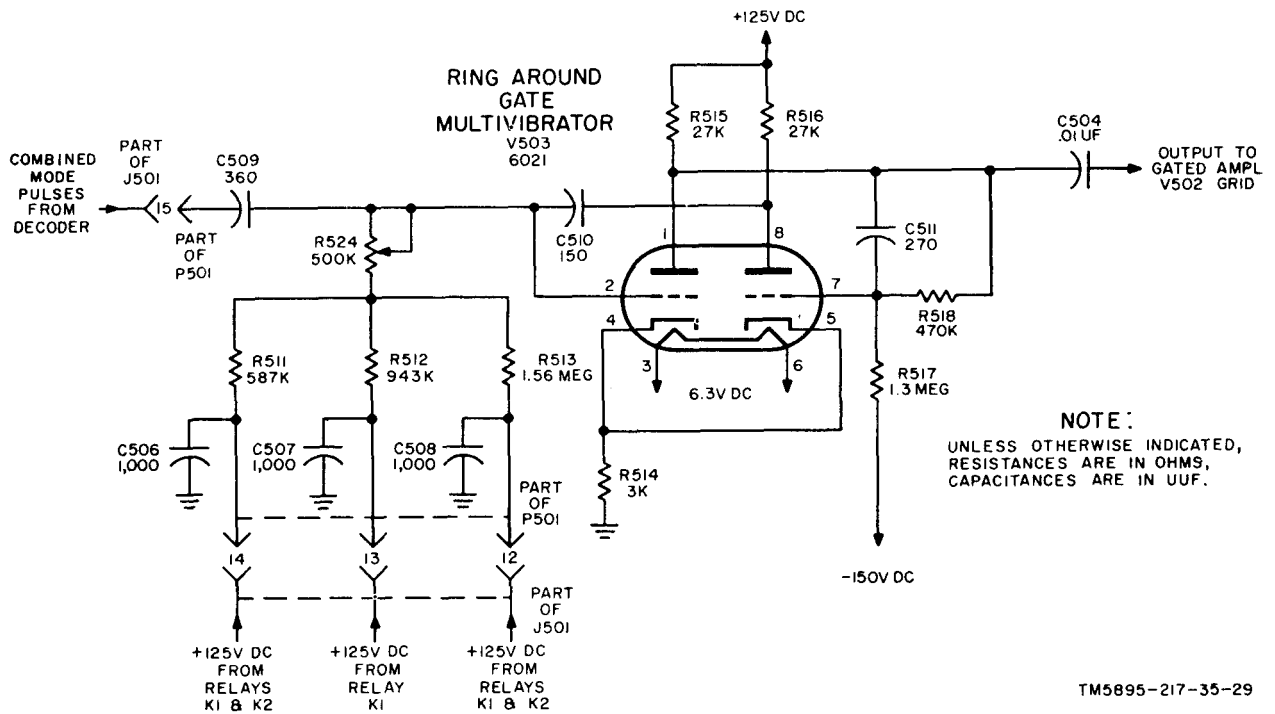 +125V DC
RING AROUND
GATE
MULTIVIBRATOR
V503
6021
R515
27K
R516
27K
C504
.01UF
OUTPUT TO
GATED AMPL
V502 GRID
COMBINED
MODE
PULSES
FROM
DECODER
PART
OF
J501
15
PART
OF
P501
C509
360
R524
500K
C510
150
1
8
2
7
4
5
3
6
6.3V DC
C511
270
R518
470K
R517
1.3 MEG
-150V DC
R511
587K
R512
943K
R513
1.56 MEG
C506
1,000
C507
1,000
C508
1,000
R514
3K
PART
OF
P501
14
13
12
PART
OF
J501
+125V DC
FROM
RELAYS
K1 & K2
+125V DC
FROM
RELAY
K1
+125V DC
FROM
RELAYS
K1 & K2
NOTE:
UNLESS OTHERWISE INDICATED,
RESISTANCES ARE IN OHMS,
CAPACITANCES ARE IN UUF.
TM5895-217-35-29